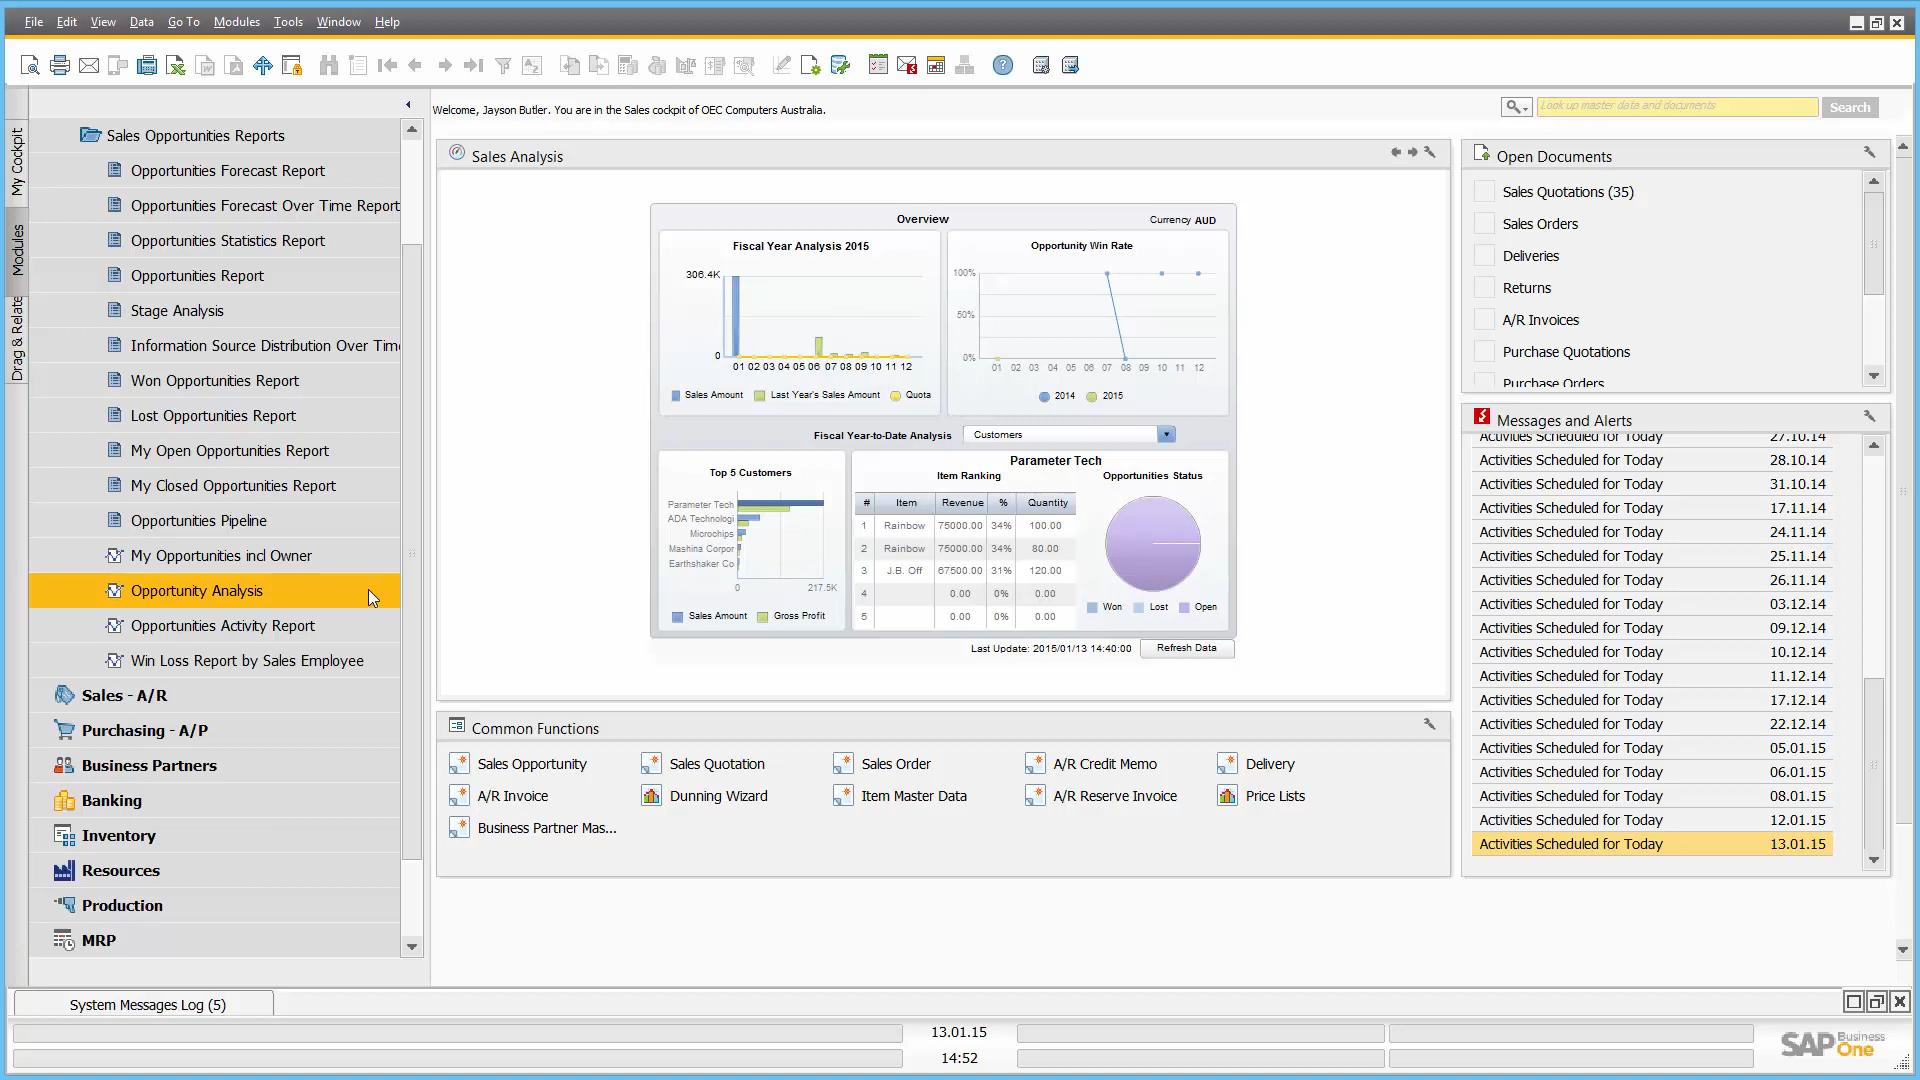 File Edit View Data Go To Modules Tools Window Help
Welcome, Jayson Butler. You are in the Sales cockpit of OEC Computers Australia.
Look up master data and documents
Search
My Cockpit
Modules
Drag & Relate
Sales Opportunities Reports
Opportunities Forecast Report
Opportunities Forecast Over Time Report
Opportunities Statistics Report
Opportunities Report
Stage Analysis
Information Source Distribution Over Time
Won Opportunities Report
Lost Opportunities Report
My Open Opportunities Report
My Closed Opportunities Report
Opportunities Pipeline
My Opportunities incl Owner
Opportunity Analysis
Opportunities Activity Report
Win Loss Report by Sales Employee
Sales - A/R
Purchasing - A/P
Business Partners
Banking
Inventory
Resources
Production
MRP
Sales Analysis
Overview
Currency AUD
Fiscal Year Analysis 2015
306.4K
0
01 02 03 04 05 06 07 08 09 10 11 12
Sales Amount Last Year's Sales Amount Quota
Opportunity Win Rate
100%
50%
0%
01 02 03 04 05 06 07 08 09 10 11 12
2014 2015
Fiscal Year-to-Date Analysis Customers
Top 5 Customers
Parameter Tech
ADA Technologi
Microchips
Mashina Corpor
Earthshaker Co
0 217.5K
Sales Amount Gross Profit
Parameter Tech
Item Ranking
# Item Revenue % Quantity
1 Rainbow 75000.00 34% 100.00
2 Rainbow 75000.00 34% 80.00
3 J.B. Off 67500.00 31% 120.00
4 0.00 0% 0.00
5 0.00 0% 0.00
Opportunities Status
Won Lost Open
Last Update: 2015/01/13 14:40:00 Refresh Data
Common Functions
Sales Opportunity Sales Quotation Sales Order A/R Credit Memo Delivery
A/R Invoice Dunning Wizard Item Master Data A/R Reserve Invoice Price Lists
Business Partner Mas...
Open Documents
Sales Quotations (35)
Sales Orders
Deliveries
Returns
A/R Invoices
Purchase Quotations
Purchase Orders
Messages and Alerts
Activities Scheduled for Today 27.10.14
Activities Scheduled for Today 28.10.14
Activities Scheduled for Today 31.10.14
Activities Scheduled for Today 17.11.14
Activities Scheduled for Today 24.11.14
Activities Scheduled for Today 25.11.14
Activities Scheduled for Today 26.11.14
Activities Scheduled for Today 03.12.14
Activities Scheduled for Today 09.12.14
Activities Scheduled for Today 10.12.14
Activities Scheduled for Today 11.12.14
Activities Scheduled for Today 17.12.14
Activities Scheduled for Today 22.12.14
Activities Scheduled for Today 05.01.15
Activities Scheduled for Today 06.01.15
Activities Scheduled for Today 08.01.15
Activities Scheduled for Today 12.01.15
Activities Scheduled for Today 13.01.15
System Messages Log (5)
13.01.15
14:52
SAP Business One